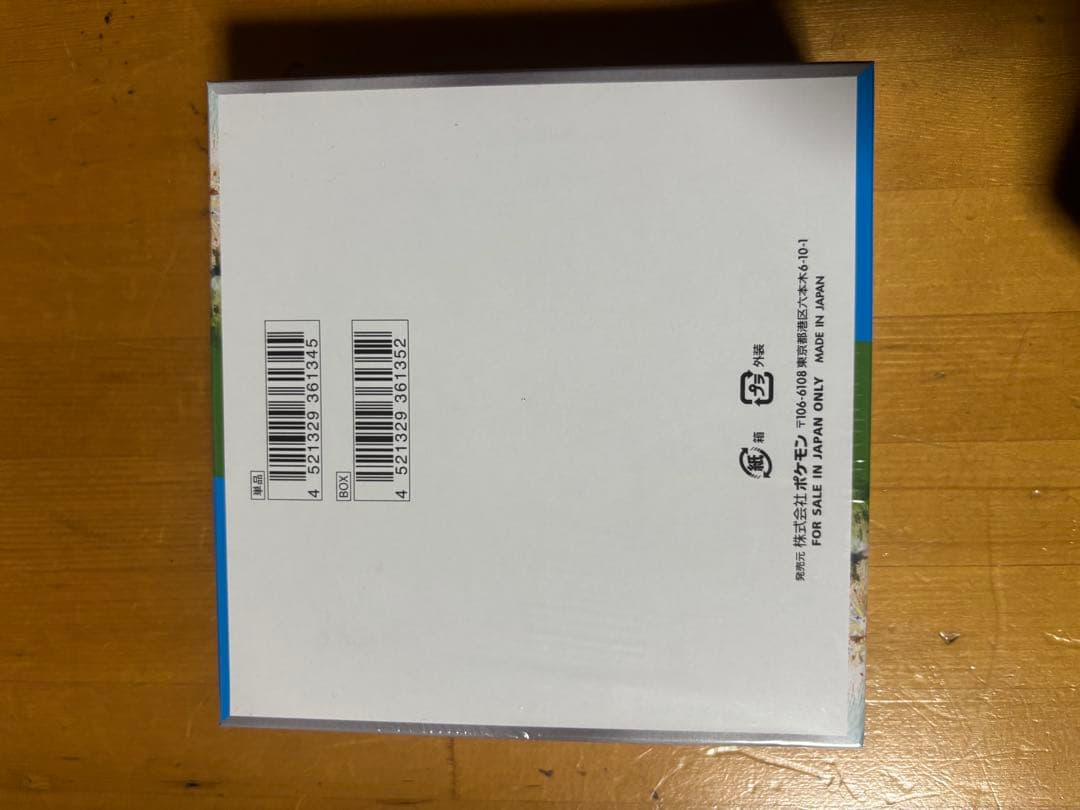 単品
4 521329 361345
BOX
4 521329 361352
紙 箱
プラ 外装
発売元 株式会社 ポケモン 〒106-6108 東京都港区六本木6-10-1
FOR SALE IN JAPAN ONLY MADE IN JAPAN